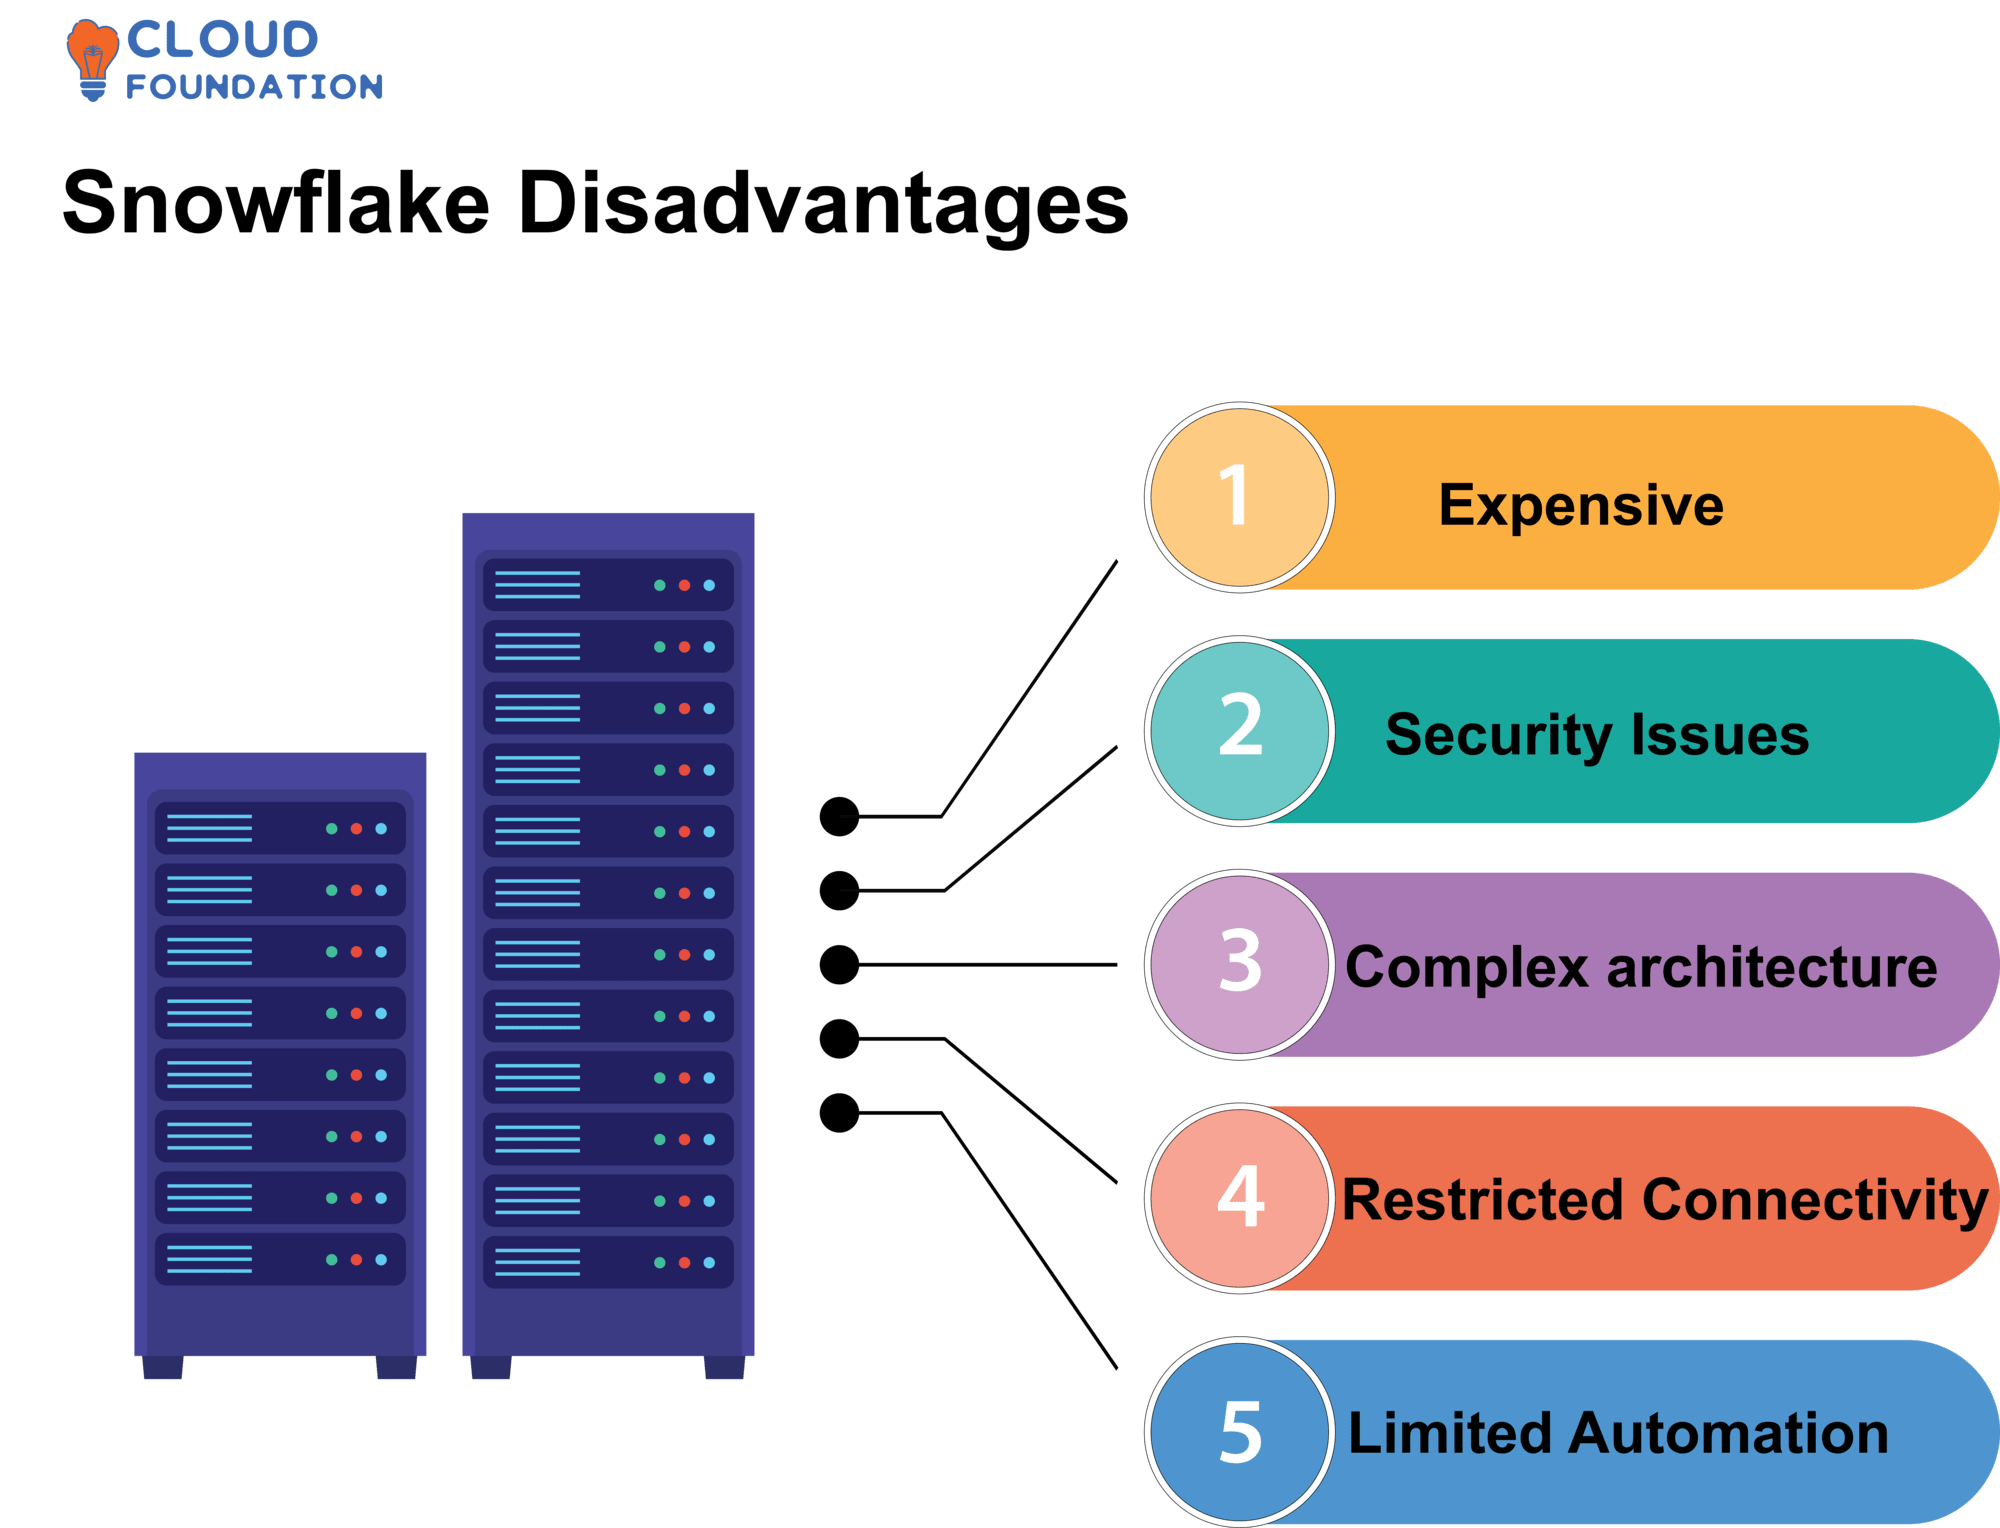 CLOUD
FOUNDATION
Snowflake Disadvantages
1
Expensive
2
Security Issues
3
Complex architecture
4
Restricted Connectivity
5
Limited Automation